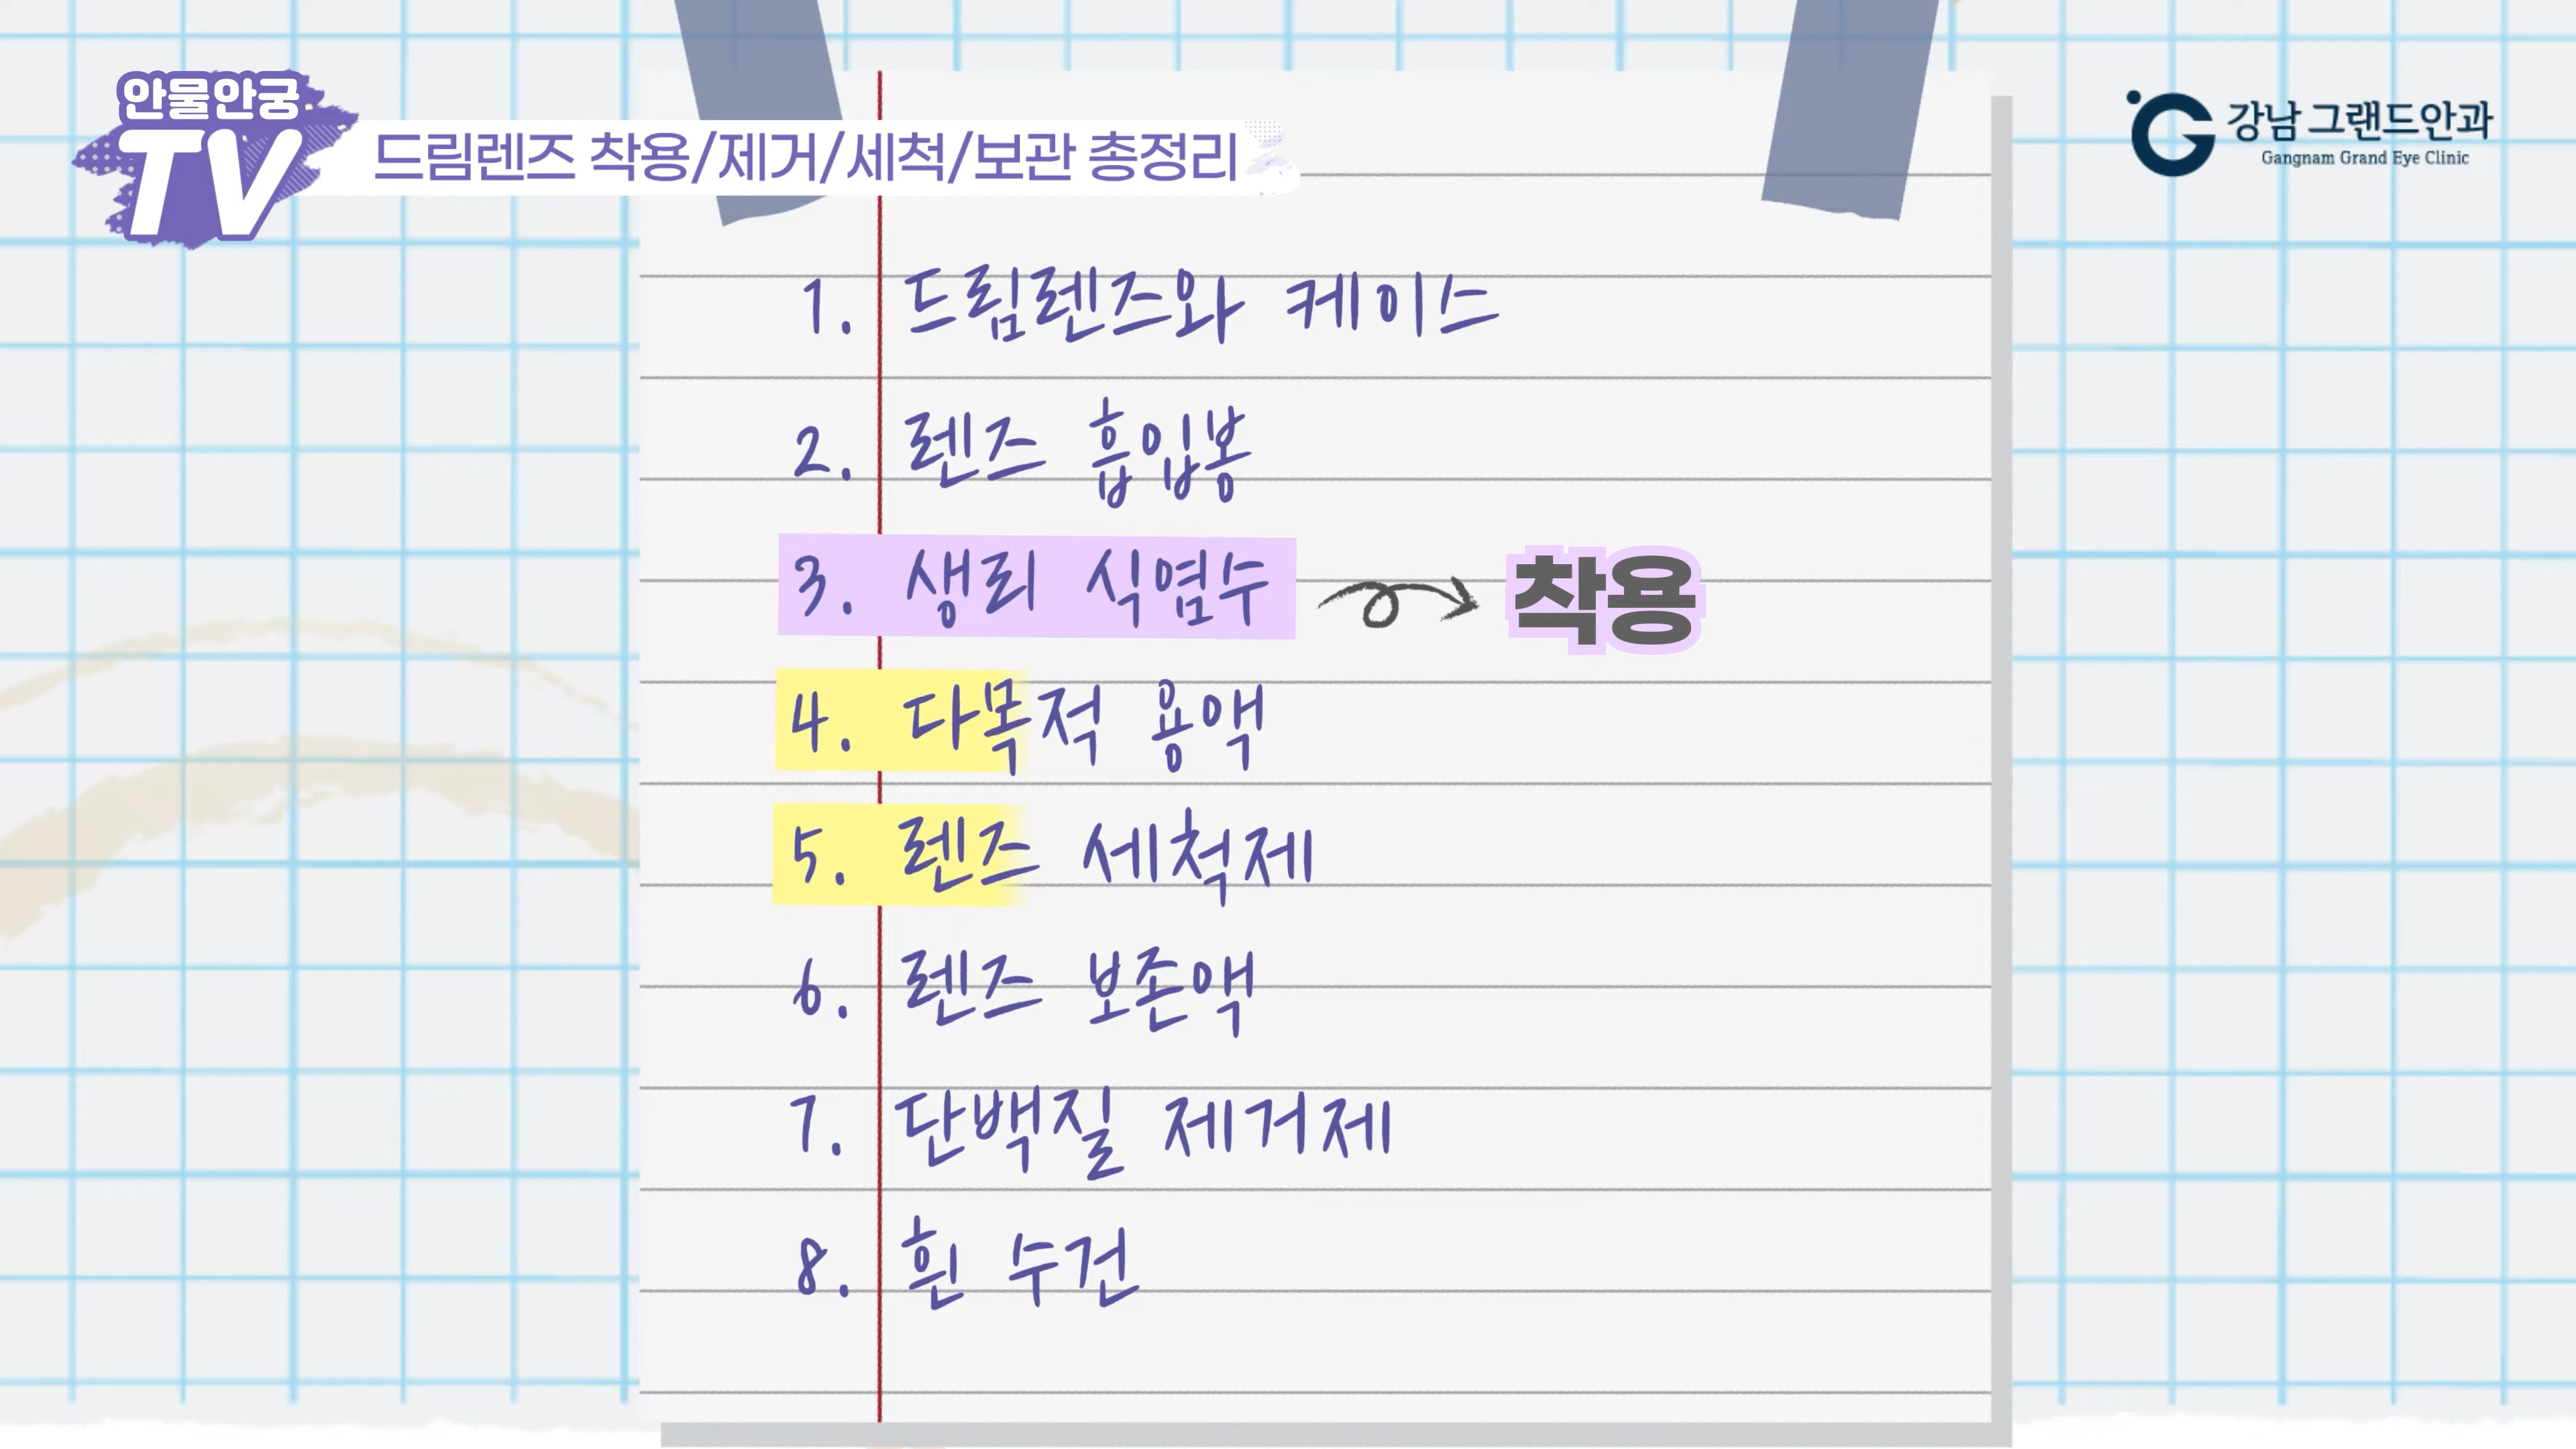 안물안궁
TV
드림렌즈 착용/제거/세척/보관 총정리
강남 그랜드안과
Gangnam Grand Eye Clinic
1. 드림렌즈와 케이스
2. 렌즈 흡입봉
3. 생리 식염수 착용
4. 다목적 용액
5. 렌즈 세척제
6. 렌즈 보존액
7. 단백질 제거제
8. 흰 수건